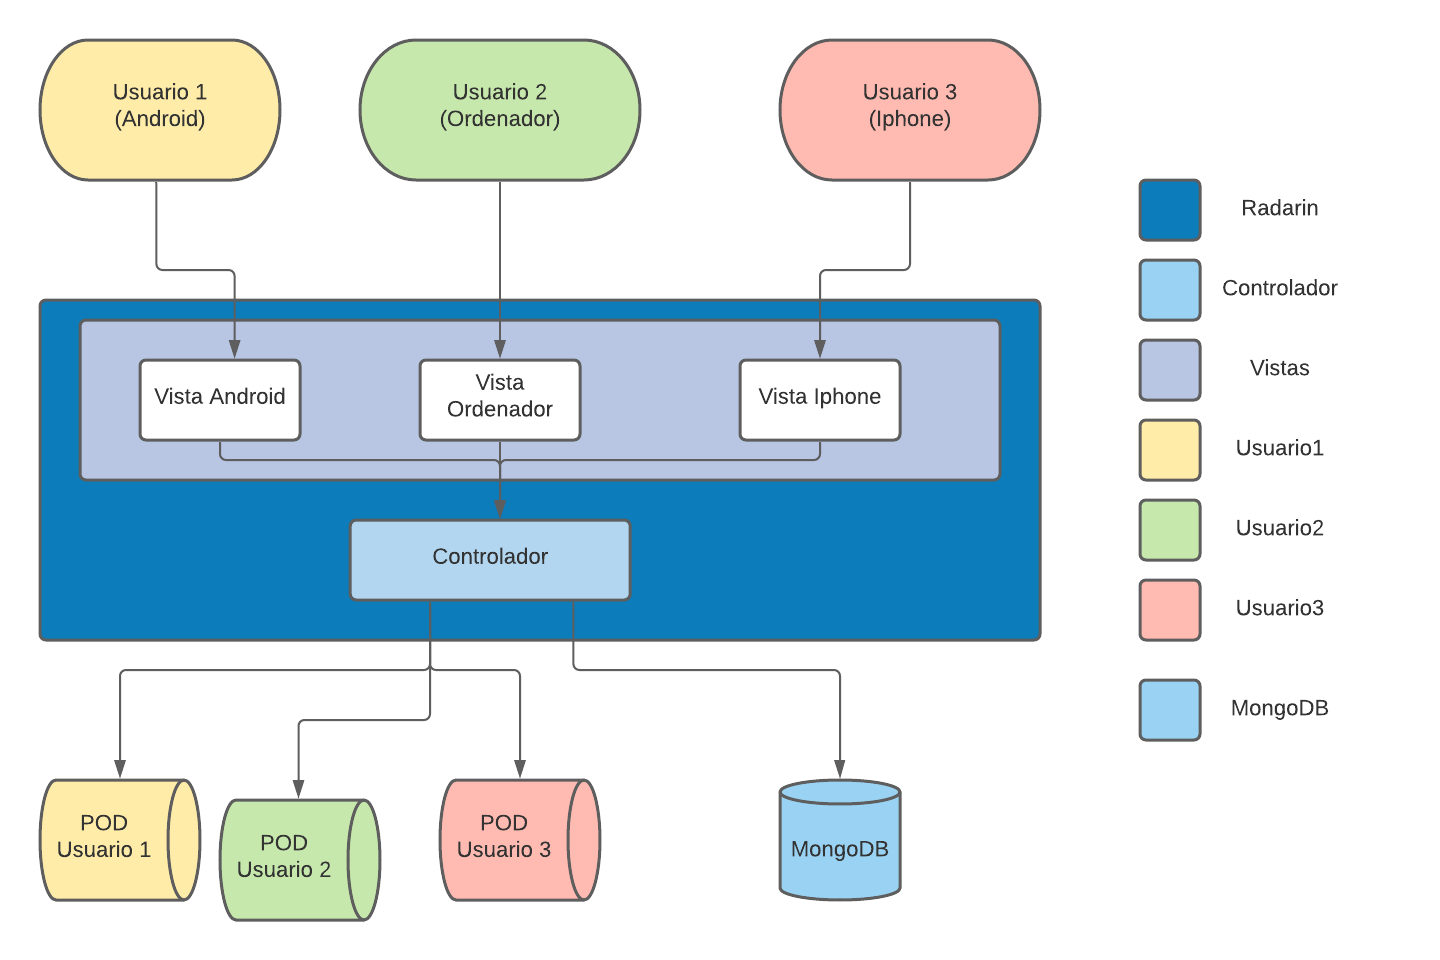 Usuario 1
(Android)
Usuario 2
(Ordenador)
Usuario 3
(Iphone)
Vista Android
Vista
Ordenador
Vista Iphone
Controlador
POD
Usuario 1
POD
Usuario 2
POD
Usuario 3
MongoDB
Radarin
Controlador
Vistas
Usuario1
Usuario2
Usuario3
MongoDB